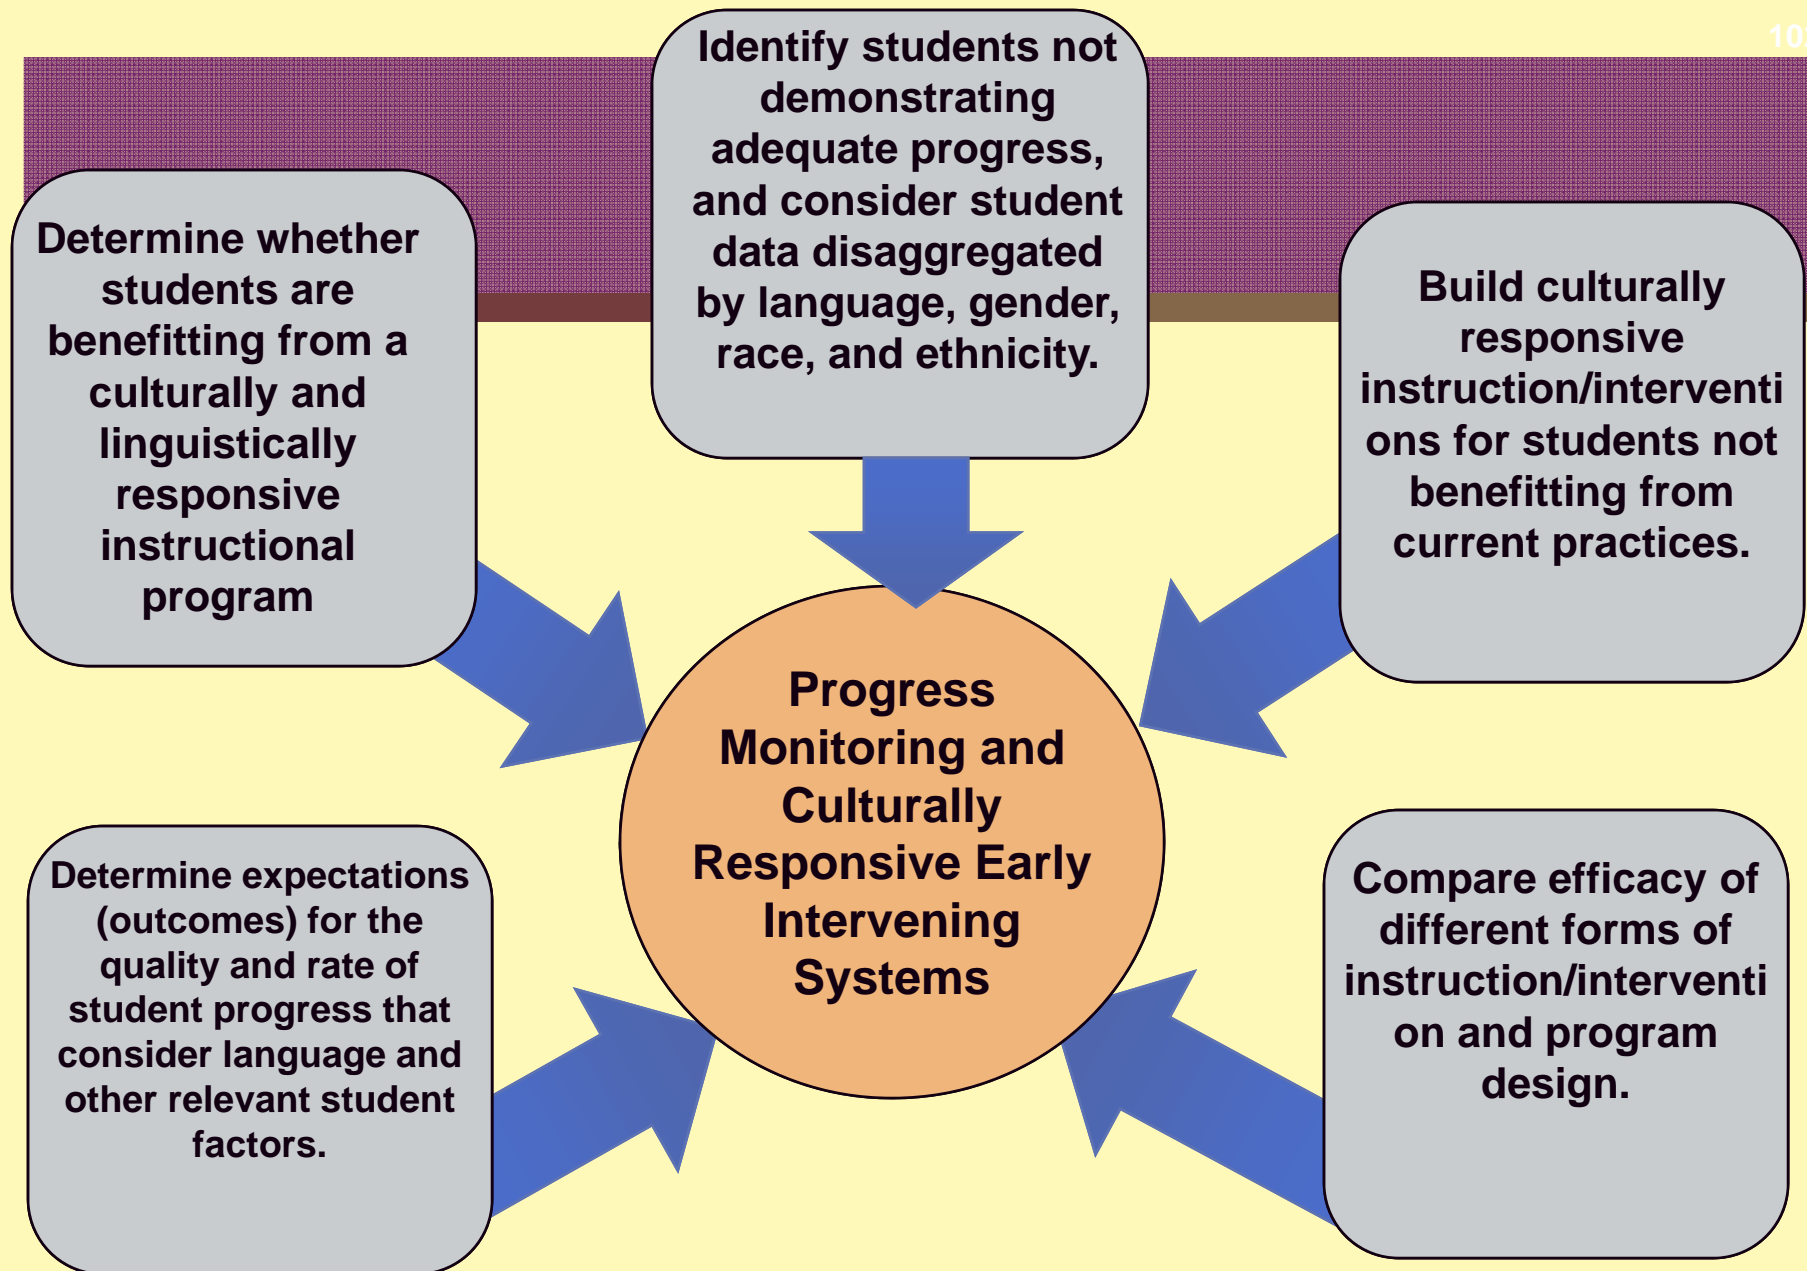 Identify students not
demonstrating
adequate progress,
and consider student
data disaggregated
by language, gender,
race, and ethnicity.
Determine whether
students are
benefitting from a
culturally and
linguistically
responsive
instructional
program
Build culturally
responsive
instruction/interventi
ons for students not
benefitting from
current practices.
Progress
Monitoring and
Culturally
Responsive Early
Intervening
Systems
Determine expectations
(outcomes) for the
quality and rate of
student progress that
consider language and
other relevant student
factors.
Compare efficacy of
different forms of
instruction/interventi
on and program
design.